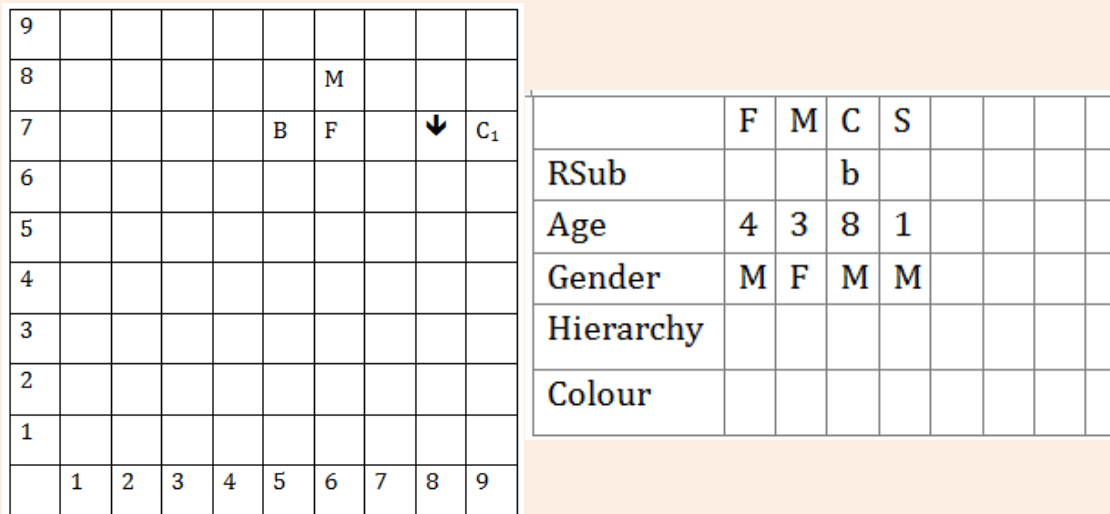 9
8 M
7 B F ↓ C₁
6
5
4
3
2
1
1 2 3 4 5 6 7 8 9
F M C S
RSub b
Age 4 3 8 1
Gender M F M M
Hierarchy
Colour